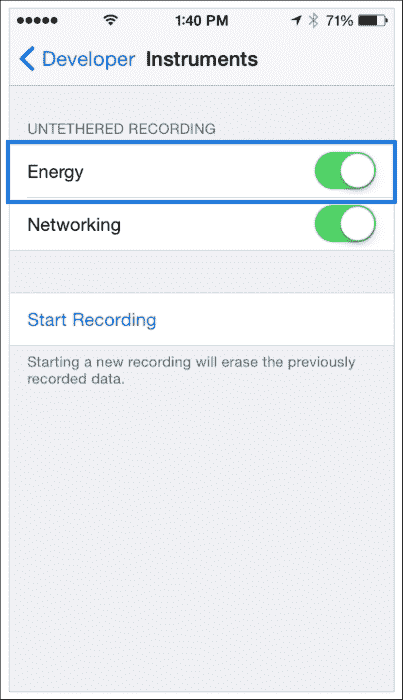 1:40 PM 71%
Developer Instruments
UNTETHERED RECORDING
Energy
Networking
Start Recording
Starting a new recording will erase the previously
recorded data.